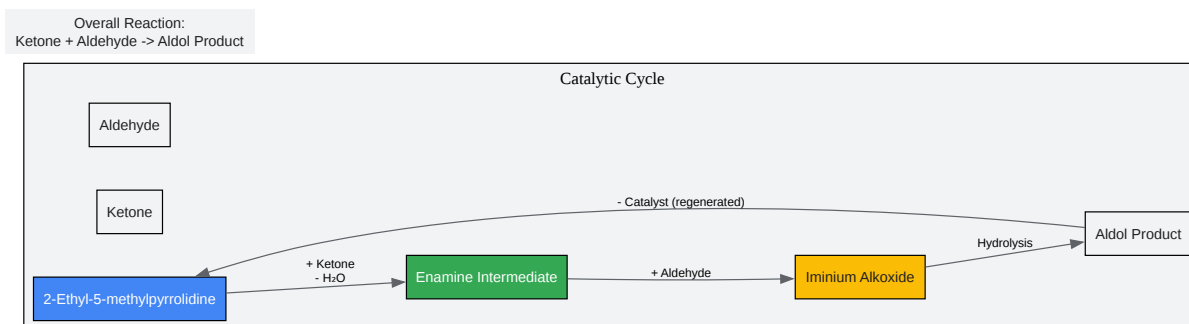 Overall Reaction:
Ketone + Aldehyde -> Aldol Product
Catalytic Cycle
Aldehyde
Ketone
- Catalyst (regenerated)
Aldol Product
Hydrolysis
+ Ketone
- H₂O
Enamine Intermediate
+ Aldehyde
Iminium Alkoxide
2-Ethyl-5-methylpyrrolidine